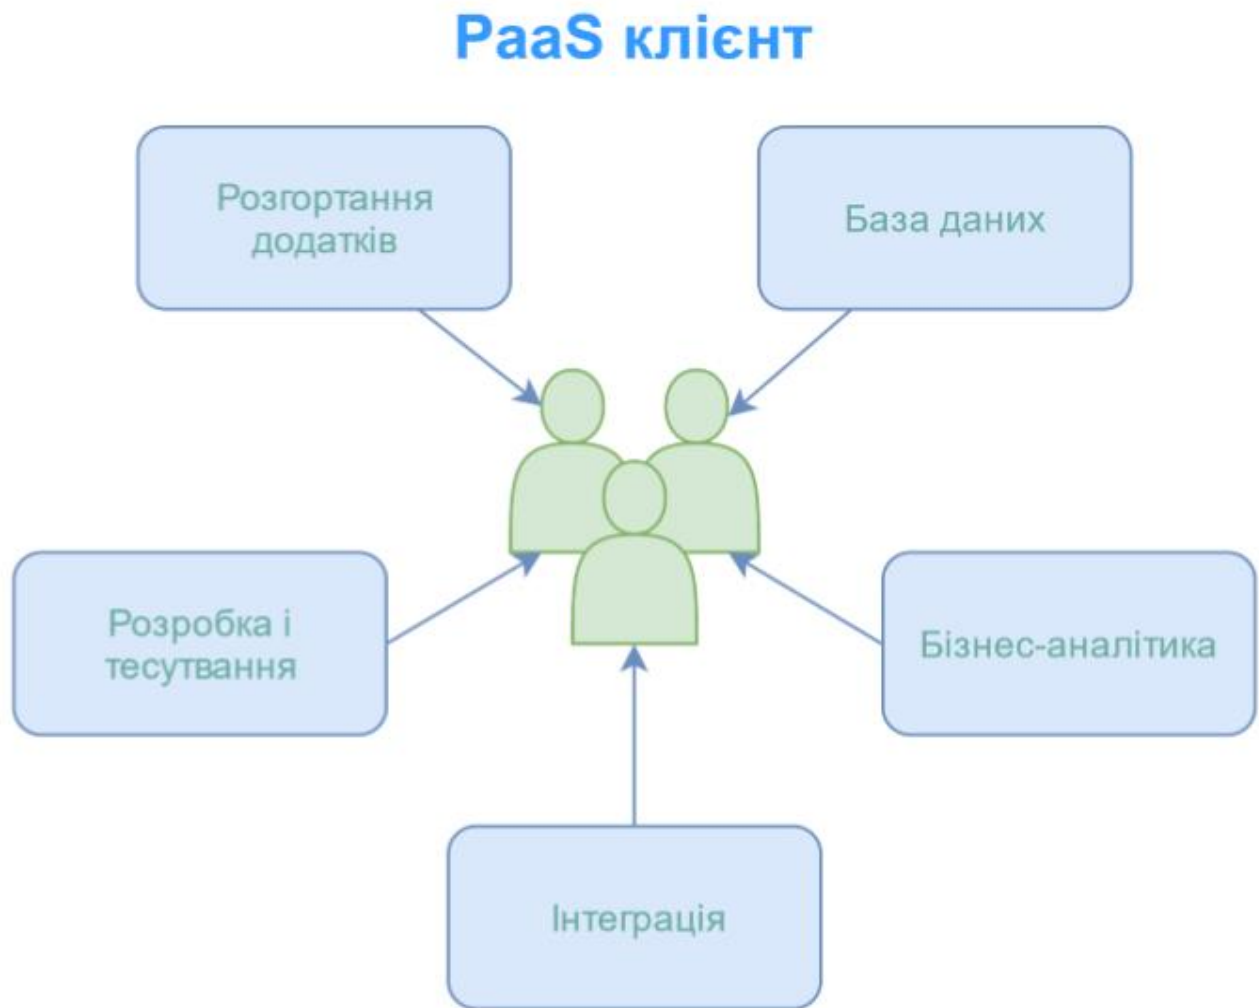 PaaS клієнт
Розгортання
додатків
База даних
Розробка і
тесутвання
Бізнес-аналітика
Інтеграція